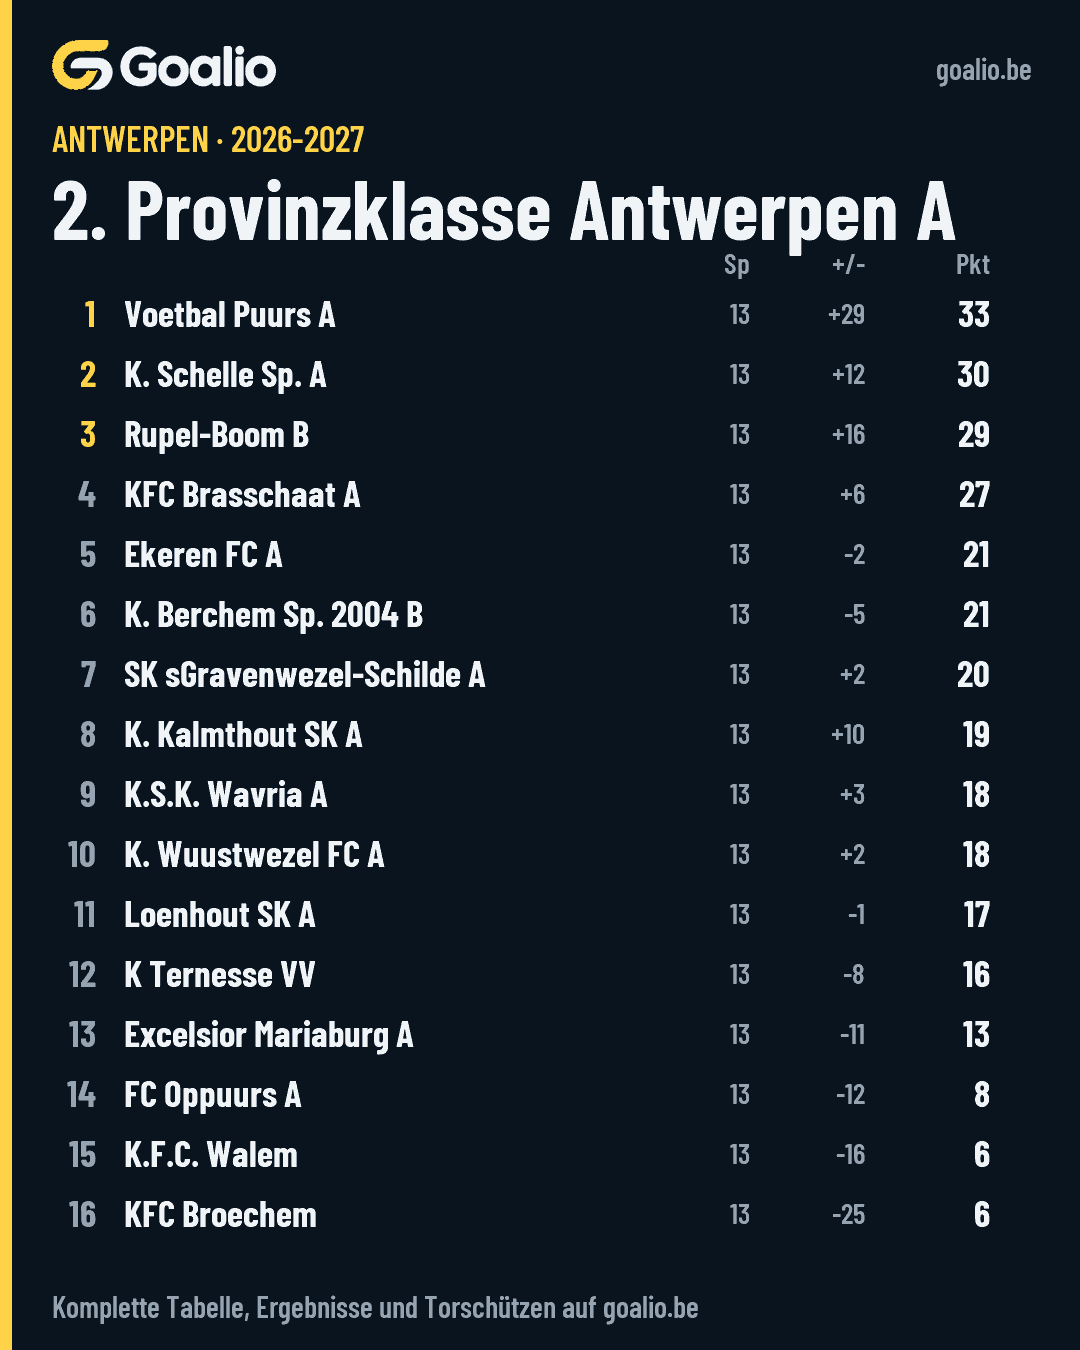 Goalio goalio.be
ANTWERPEN · 2026-2027
2. Provinzklasse Antwerpen A
Sp +/- Pkt
1 Voetbal Puurs A 13 +29 33
2 K. Schelle Sp. A 13 +12 30
3 Rupel-Boom B 13 +16 29
4 KFC Brasschaat A 13 +6 27
5 Ekeren FC A 13 -2 21
6 K. Berchem Sp. 2004 B 13 -5 21
7 SK sGravenwezel-Schilde A 13 +2 20
8 K. Kalmthout SK A 13 +10 19
9 K.S.K. Wavria A 13 +3 18
10 K. Wuustwezel FC A 13 +2 18
11 Loenhout SK A 13 -1 17
12 K Ternesse VV 13 -8 16
13 Excelsior Mariaburg A 13 -11 13
14 FC Oppuurs A 13 -12 8
15 K.F.C. Walem 13 -16 6
16 KFC Broechem 13 -25 6
Komplette Tabelle, Ergebnisse und Torschützen auf goalio.be